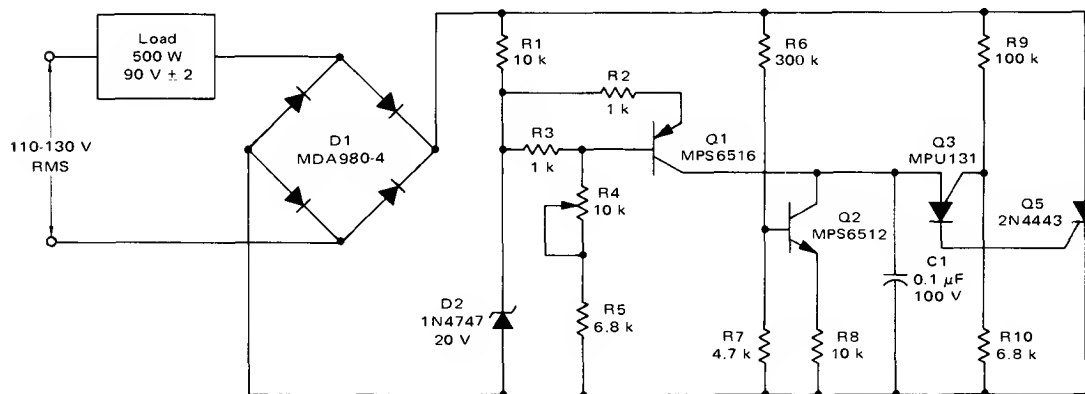 Load
500 W
90 V ± 2
110-130 V
RMS
D1
MDA980-4
R1
10 k
R2
1 k
R3
1 k
R4
10 k
R5
6.8 k
D2
1N4747
20 V
Q1
MPS6516
R6
300 k
R7
4.7 k
Q2
MPS6512
R8
10 k
C1
0.1 μF
100 V
Q3
MPU131
R9
100 k
R10
6.8 k
Q5
2N4443